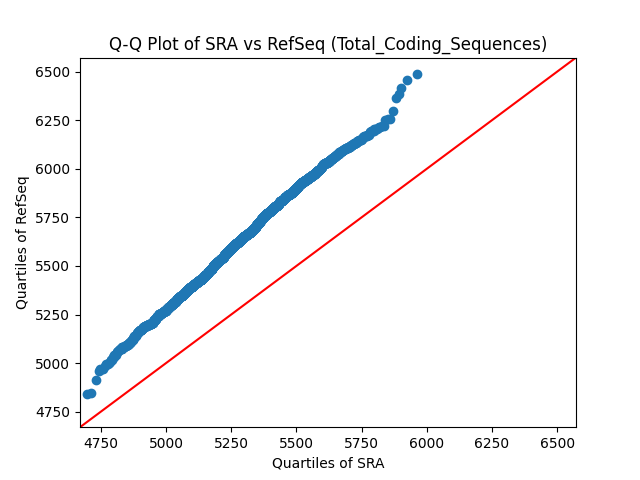 Q-Q Plot of SRA vs RefSeq (Total_Coding_Sequences)
6500
6250
6000
5750
5500
5250
5000
4750
Quartiles of RefSeq
4750 5000 5250 5500 5750 6000 6250 6500
Quartiles of SRA